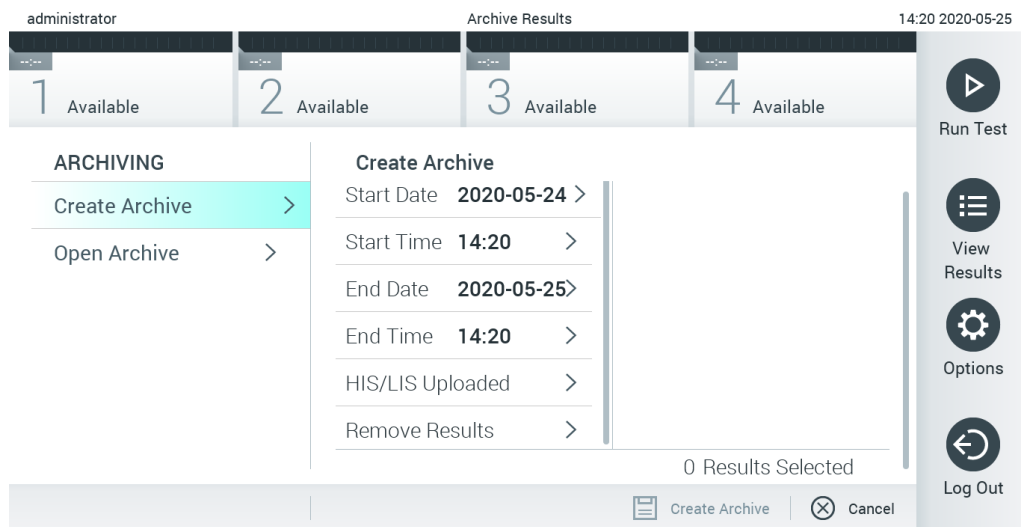 administrator Archive Results 14:20 2020-05-25
--:-- --:-- --:-- --:--
1 Available 2 Available 3 Available 4 Available
Run Test
ARCHIVING
Create Archive
Open Archive
Create Archive
Start Date 2020-05-24
Start Time 14:20
End Date 2020-05-25
End Time 14:20
HIS/LIS Uploaded
Remove Results
0 Results Selected
View
Results
Options
Log Out
Create Archive Cancel